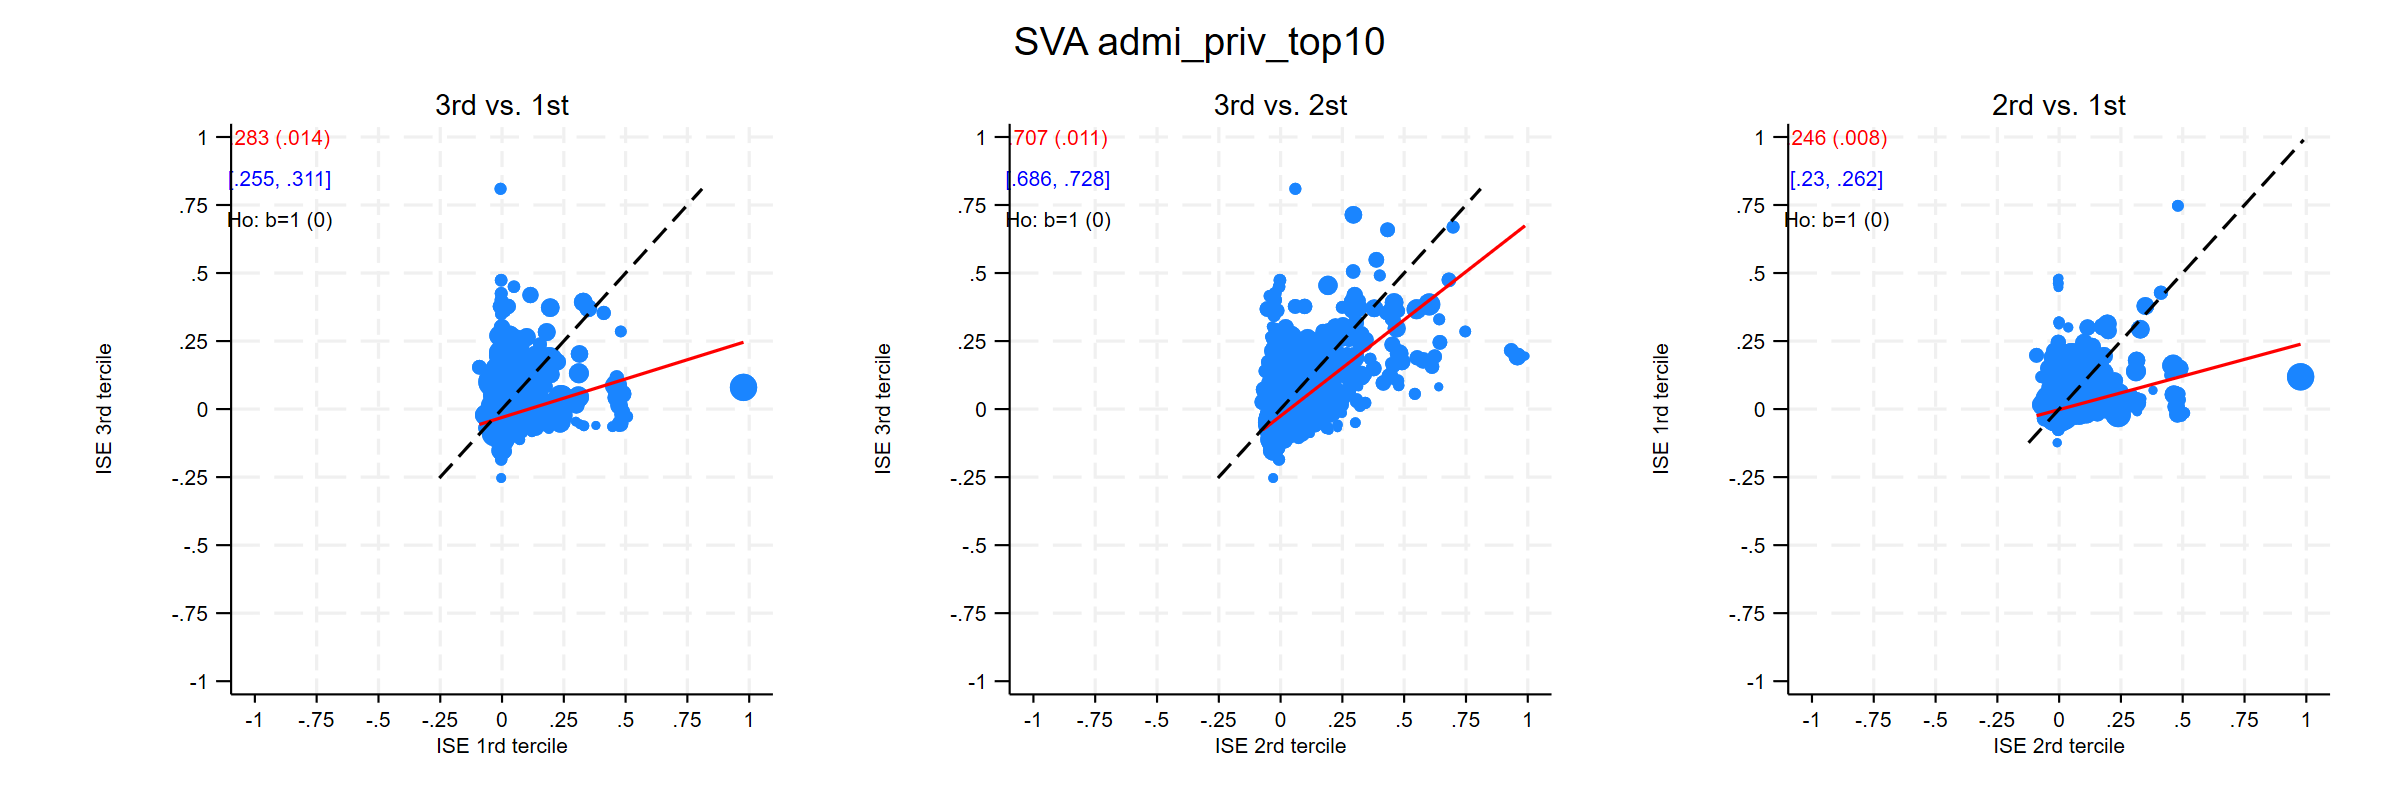 SVA admi_priv_top10
3rd vs. 1st
.283 (.014)
[.255, .311]
Ho: b=1 (0)
1
.75
.5
.25
0
-.25
-.5
-.75
-1
ISE 3rd tercile
-1 -.75 -.5 -.25 0 .25 .5 .75 1
ISE 1rd tercile
3rd vs. 2st
.707 (.011)
[.686, .728]
Ho: b=1 (0)
1
.75
.5
.25
0
-.25
-.5
-.75
-1
ISE 3rd tercile
-1 -.75 -.5 -.25 0 .25 .5 .75 1
ISE 2rd tercile
2rd vs. 1st
.246 (.008)
[.23, .262]
Ho: b=1 (0)
1
.75
.5
.25
0
-.25
-.5
-.75
-1
ISE 1rd tercile
-1 -.75 -.5 -.25 0 .25 .5 .75 1
ISE 2rd tercile